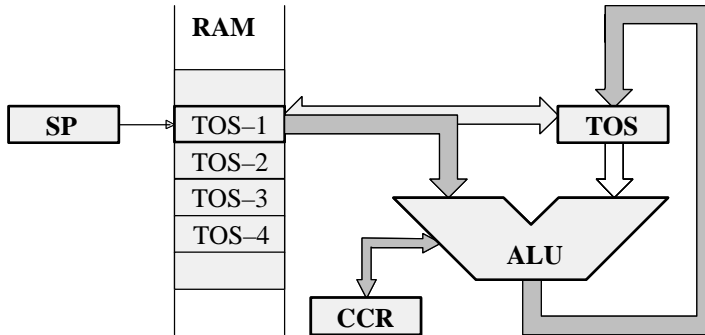 RAM
SP
TOS–1
TOS
TOS–2
TOS–3
TOS–4
ALU
CCR